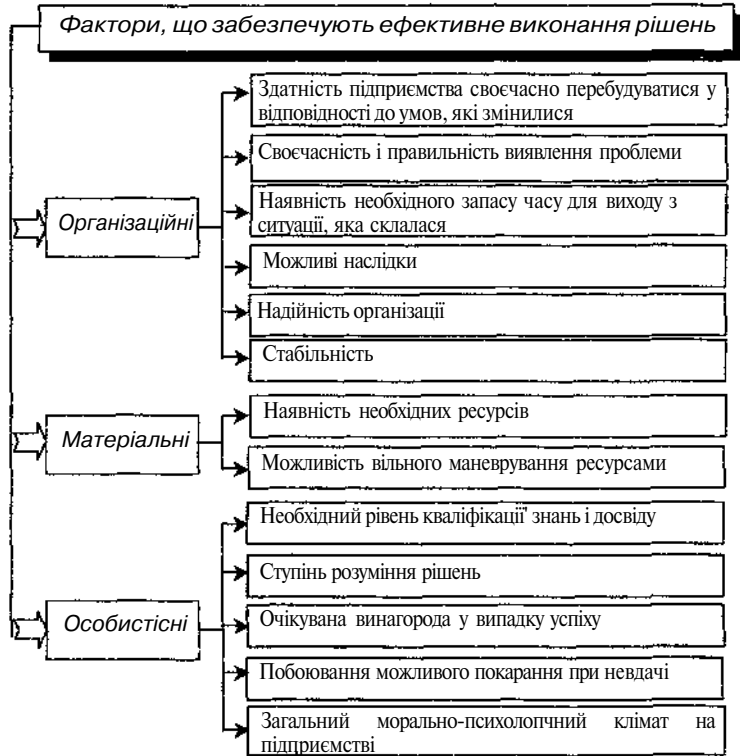 Фактори, що забезпечують ефективне виконання рішень
Організаційні
Здатність підприємства своєчасно перебудуватися у
відповідності до умов, які змінилися
Своєчасність і правильність виявлення проблеми
Наявність необхідного запасу часу для виходу з
ситуації, яка склалася
Можливі наслідки
Надійність організації
Стабільність
Матеріальні
Наявність необхідних ресурсів
Можливість вільного маневрування ресурсами
Особистісні
Необхідний рівень кваліфікації' знань і досвіду
Ступінь розуміння рішень
Очікувана винагорода у випадку успіху
Побоювання можливого покарання при невдачі
Загальний морально-психолопчний клімат на
підприємстві